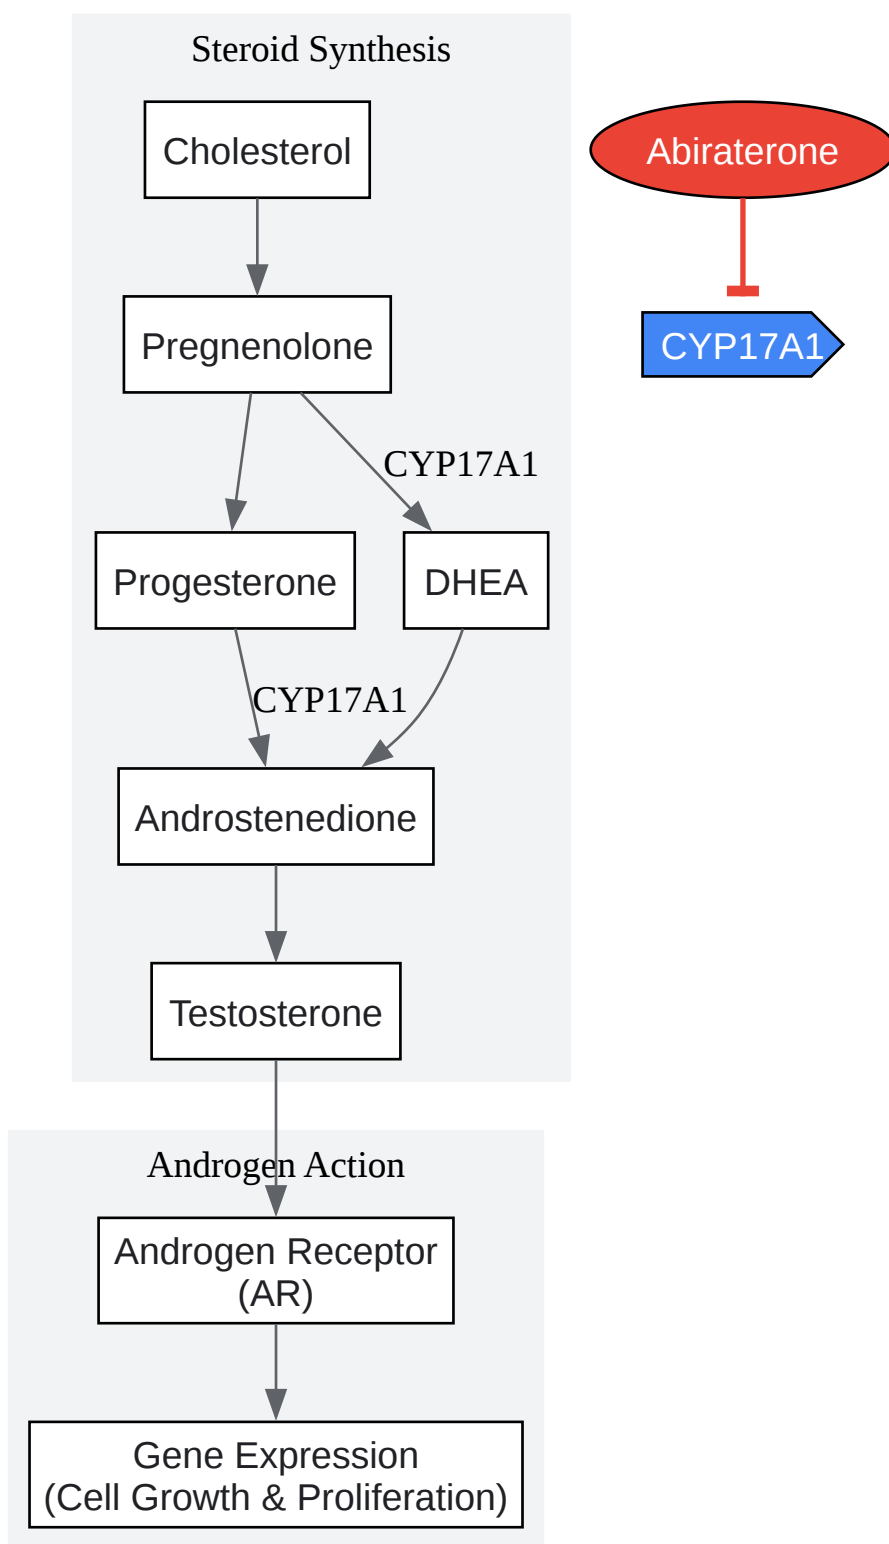 Steroid Synthesis
Cholesterol
Abiraterone
Pregnenolone
CYP17A1
CYP17A1
Progesterone
DHEA
CYP17A1
Androstenedione
Testosterone
Androgen Action
Androgen Receptor
(AR)
Gene Expression
(Cell Growth & Proliferation)